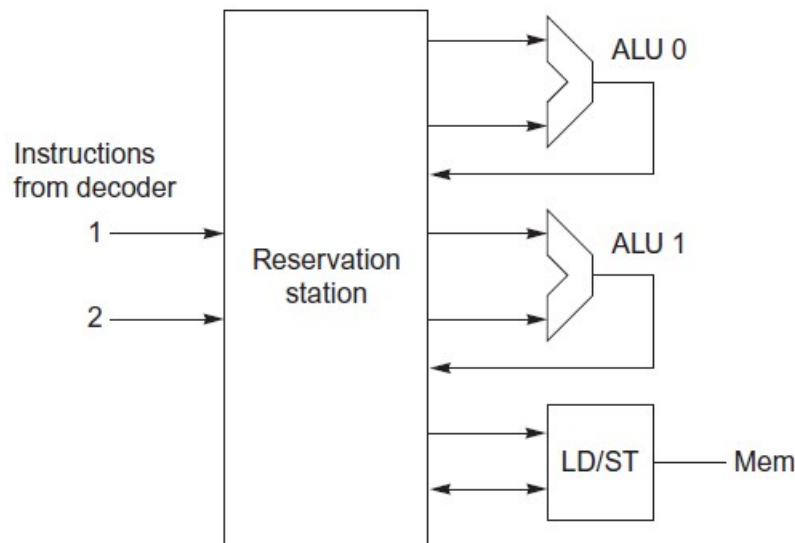 ALU 0
Instructions
from decoder
1
2
Reservation
station
ALU 1
LD/ST
Mem